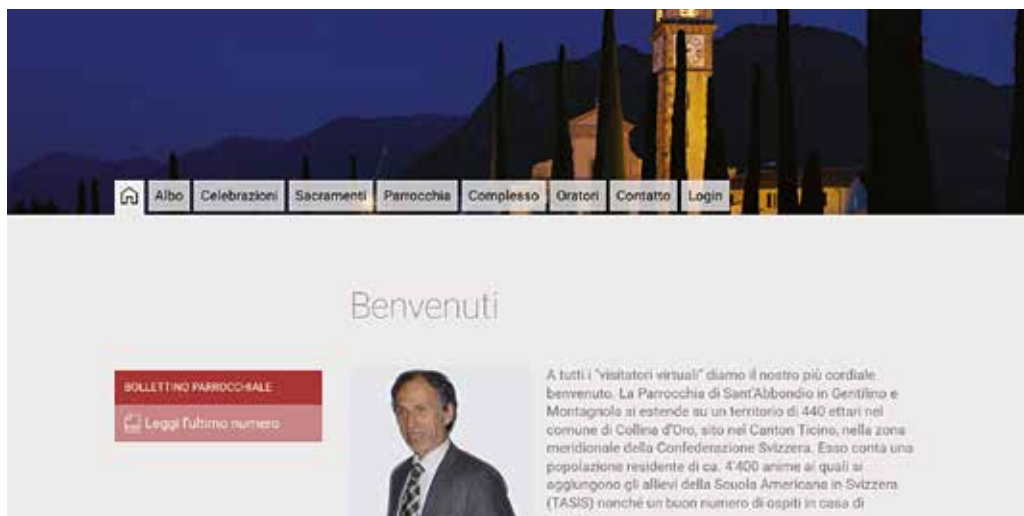 Albo Celebrazioni Sacramenti Parrocchia Complesso Oratori Contatto Login
Benvenuti
BOLLETTINO PARROCCHIALE
Leggi l'ultimo numero
A tutti i "visitatori virtuali" diamo il nostro più cordiale
benvenuto. La Parrocchia di Sant'Abbondio in Gentilino e
Montagnola si estende su un territorio di 440 ettari nel
comune di Collina d'Oro, sito nel Canton Ticino, nella zona
meridionale della Confederazione Svizzera. Esso conta una
popolazione residente di ca. 4'400 anime ai quali si
aggiungono gli allievi della Scuola Americana in Svizzera
(TASIS) nonché un buon numero di ospiti in casa di